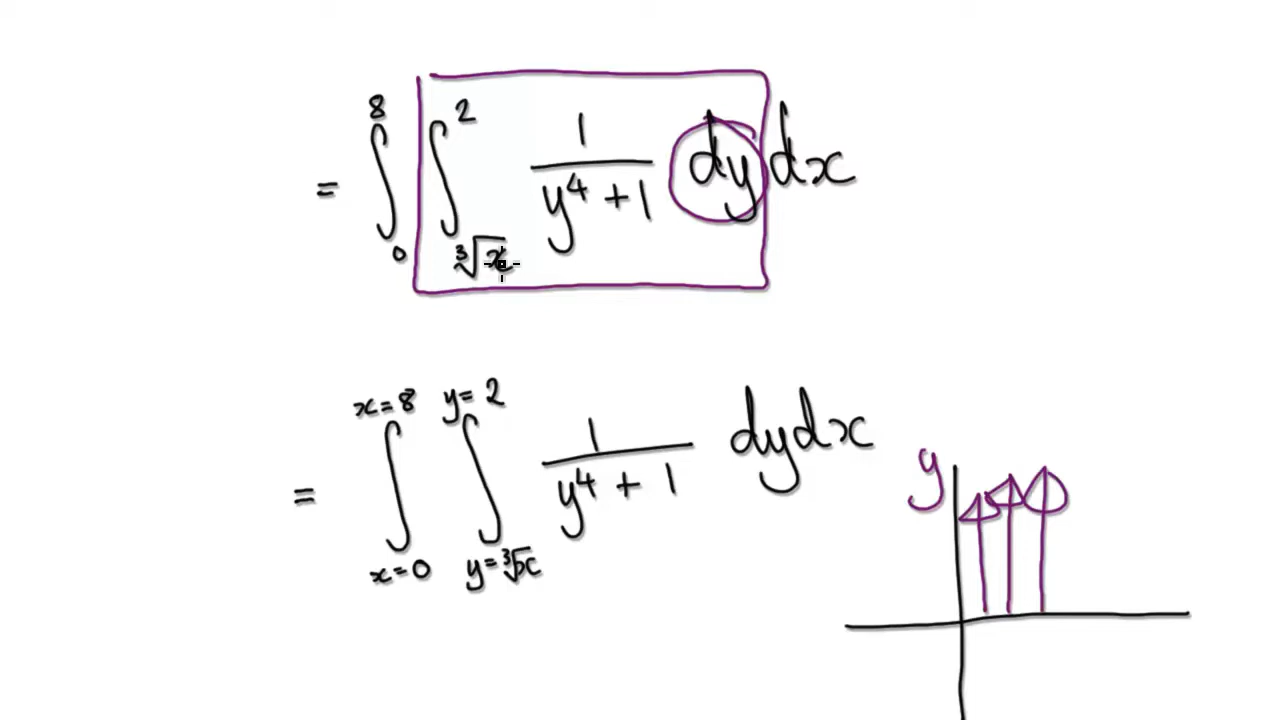 = ∫₀⁸ ∫_{∛x}^{2} 1/(y⁴+1) dy dx
= ∫_{x=0}^{x=8} ∫_{y=∛x}^{y=2} 1/(y⁴+1) dy dx
y